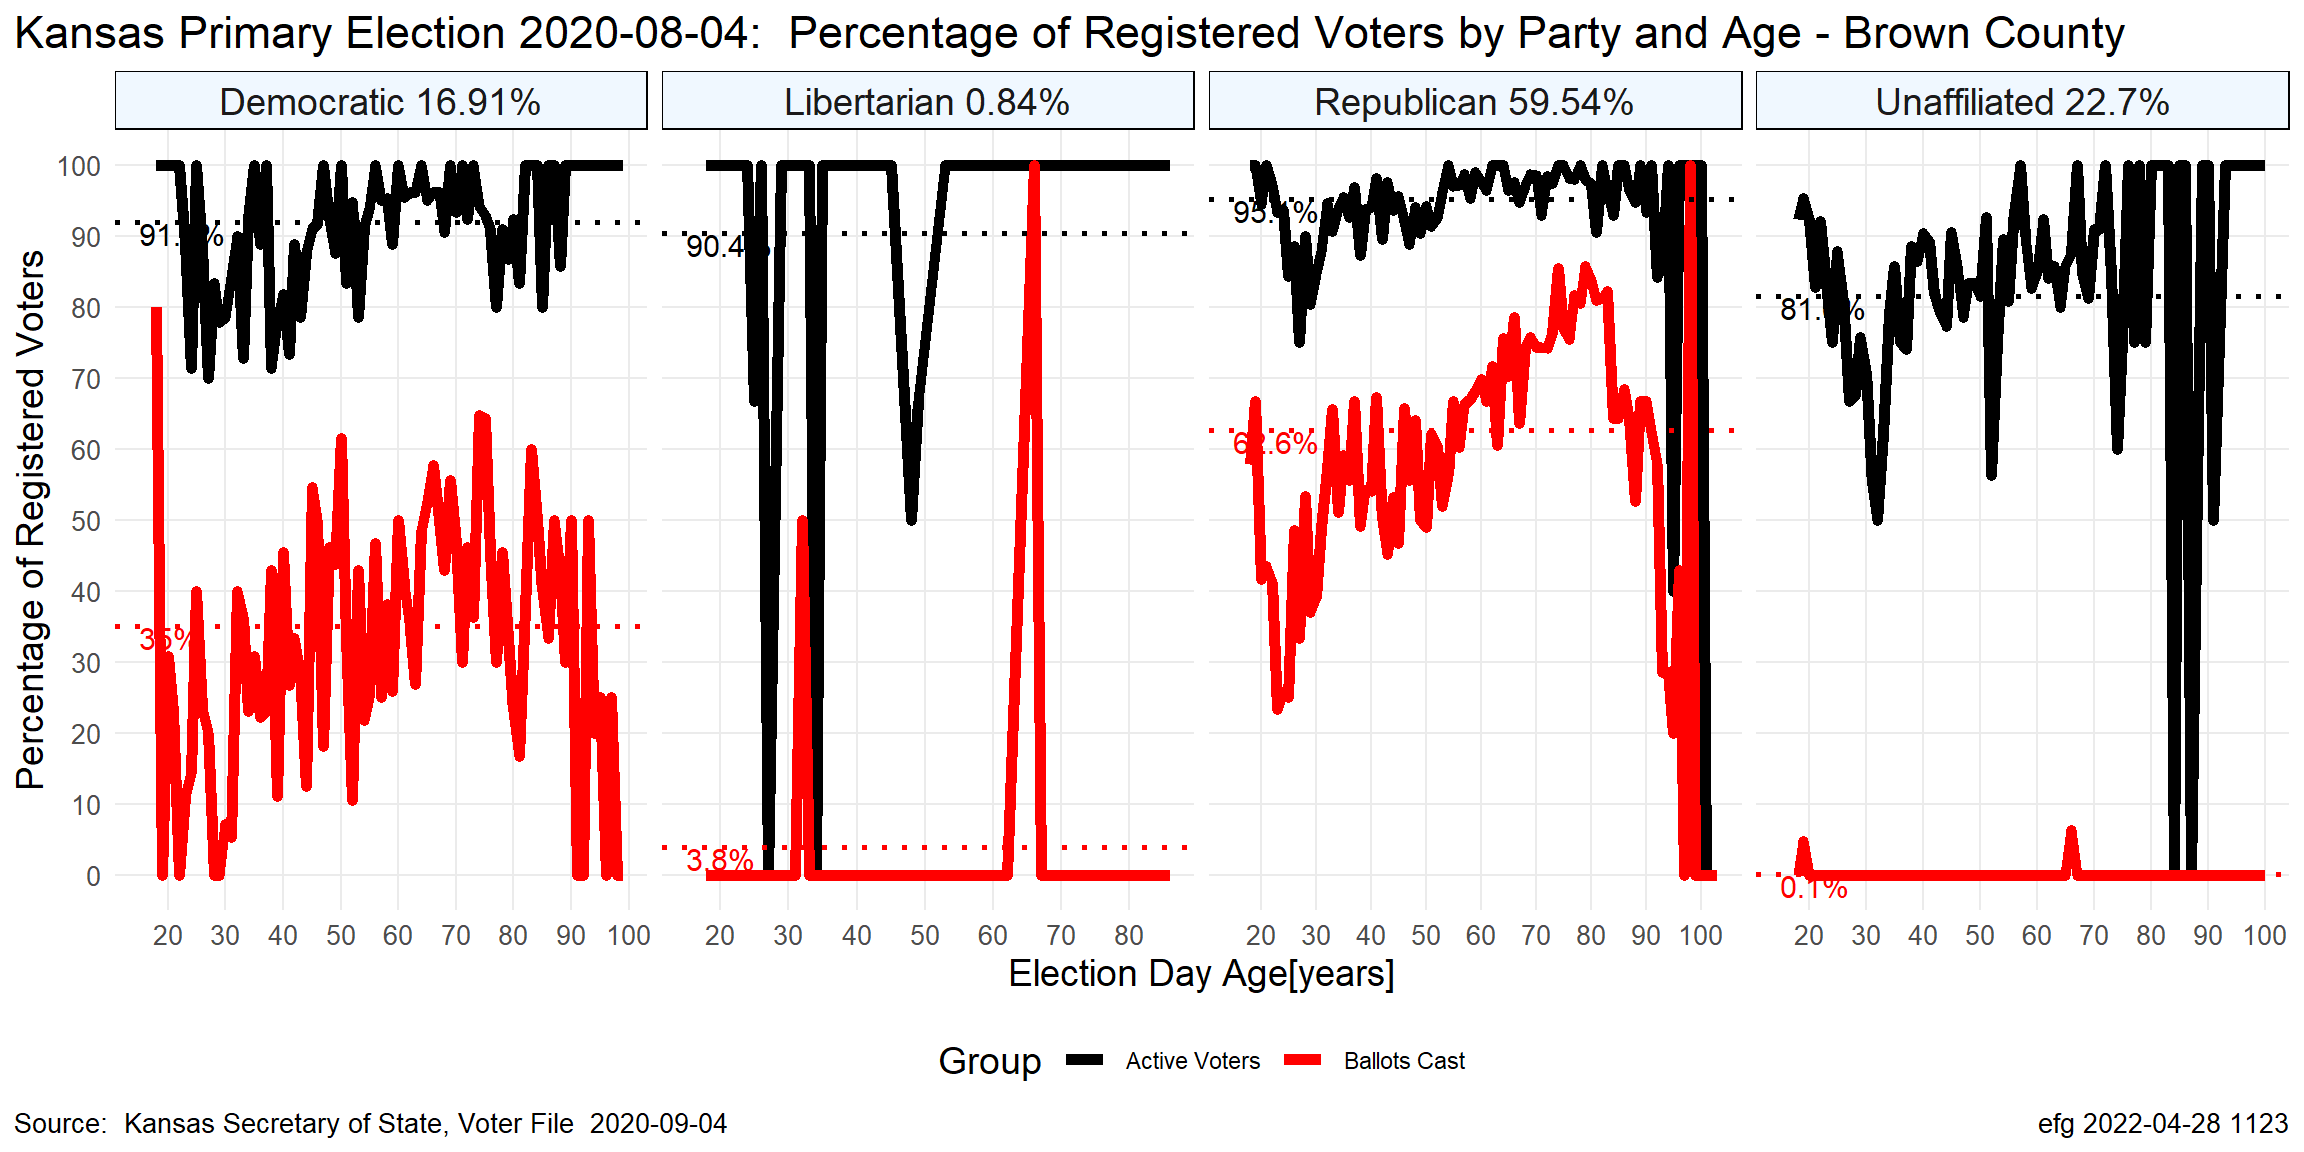 Kansas Primary Election 2020-08-04:  Percentage of Registered Voters by Party and Age - Brown County
Democratic 16.91%
Libertarian 0.84%
Republican 59.54%
Unaffiliated 22.7%
Percentage of Registered Voters
100
90
80
70
60
50
40
30
20
10
0
35%
90.4%
3.8%
62.6%
0.1%
20 30 40 50 60 70 80 90 100
20 30 40 50 60 70 80
20 30 40 50 60 70 80 90 100
20 30 40 50 60 70 80 90 100
Election Day Age[years]
Group Active Voters Ballots Cast
Source:  Kansas Secretary of State, Voter File  2020-09-04
efg 2022-04-28 1123